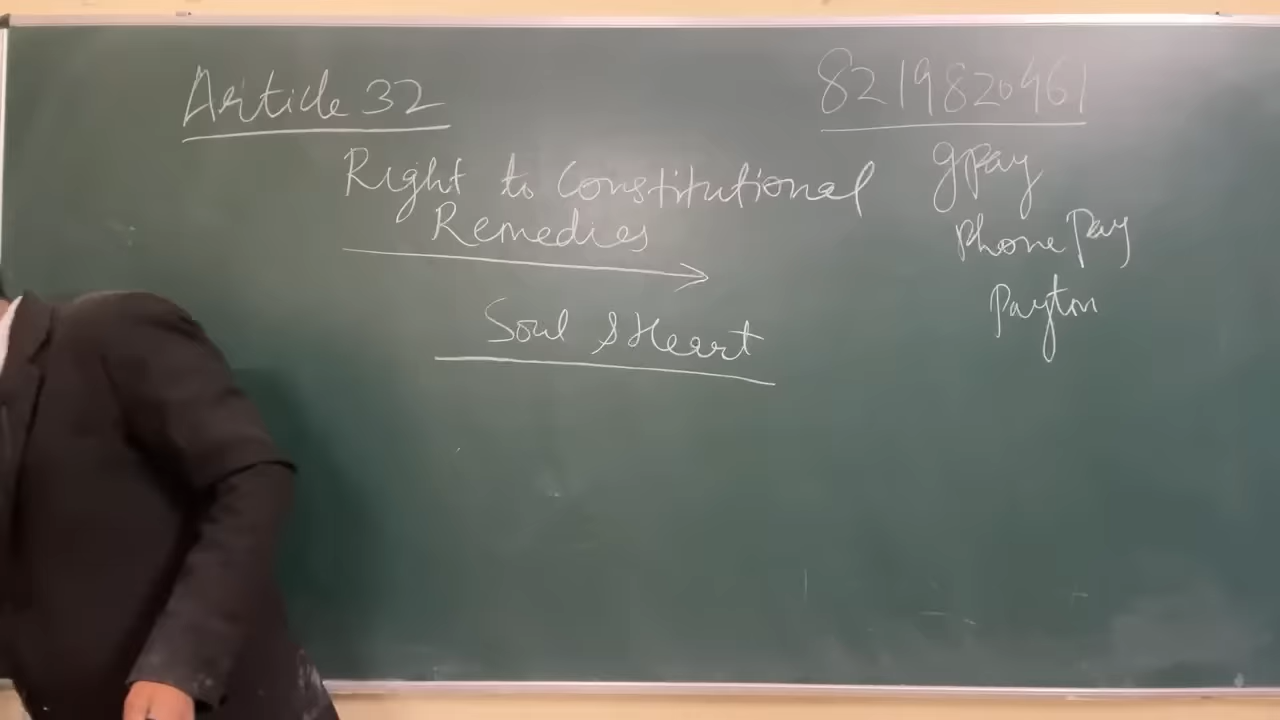 Article 32
Right to Constitutional
Remedies
Soul & Heart
8219820461
gpay
Phone Pay
Paytm